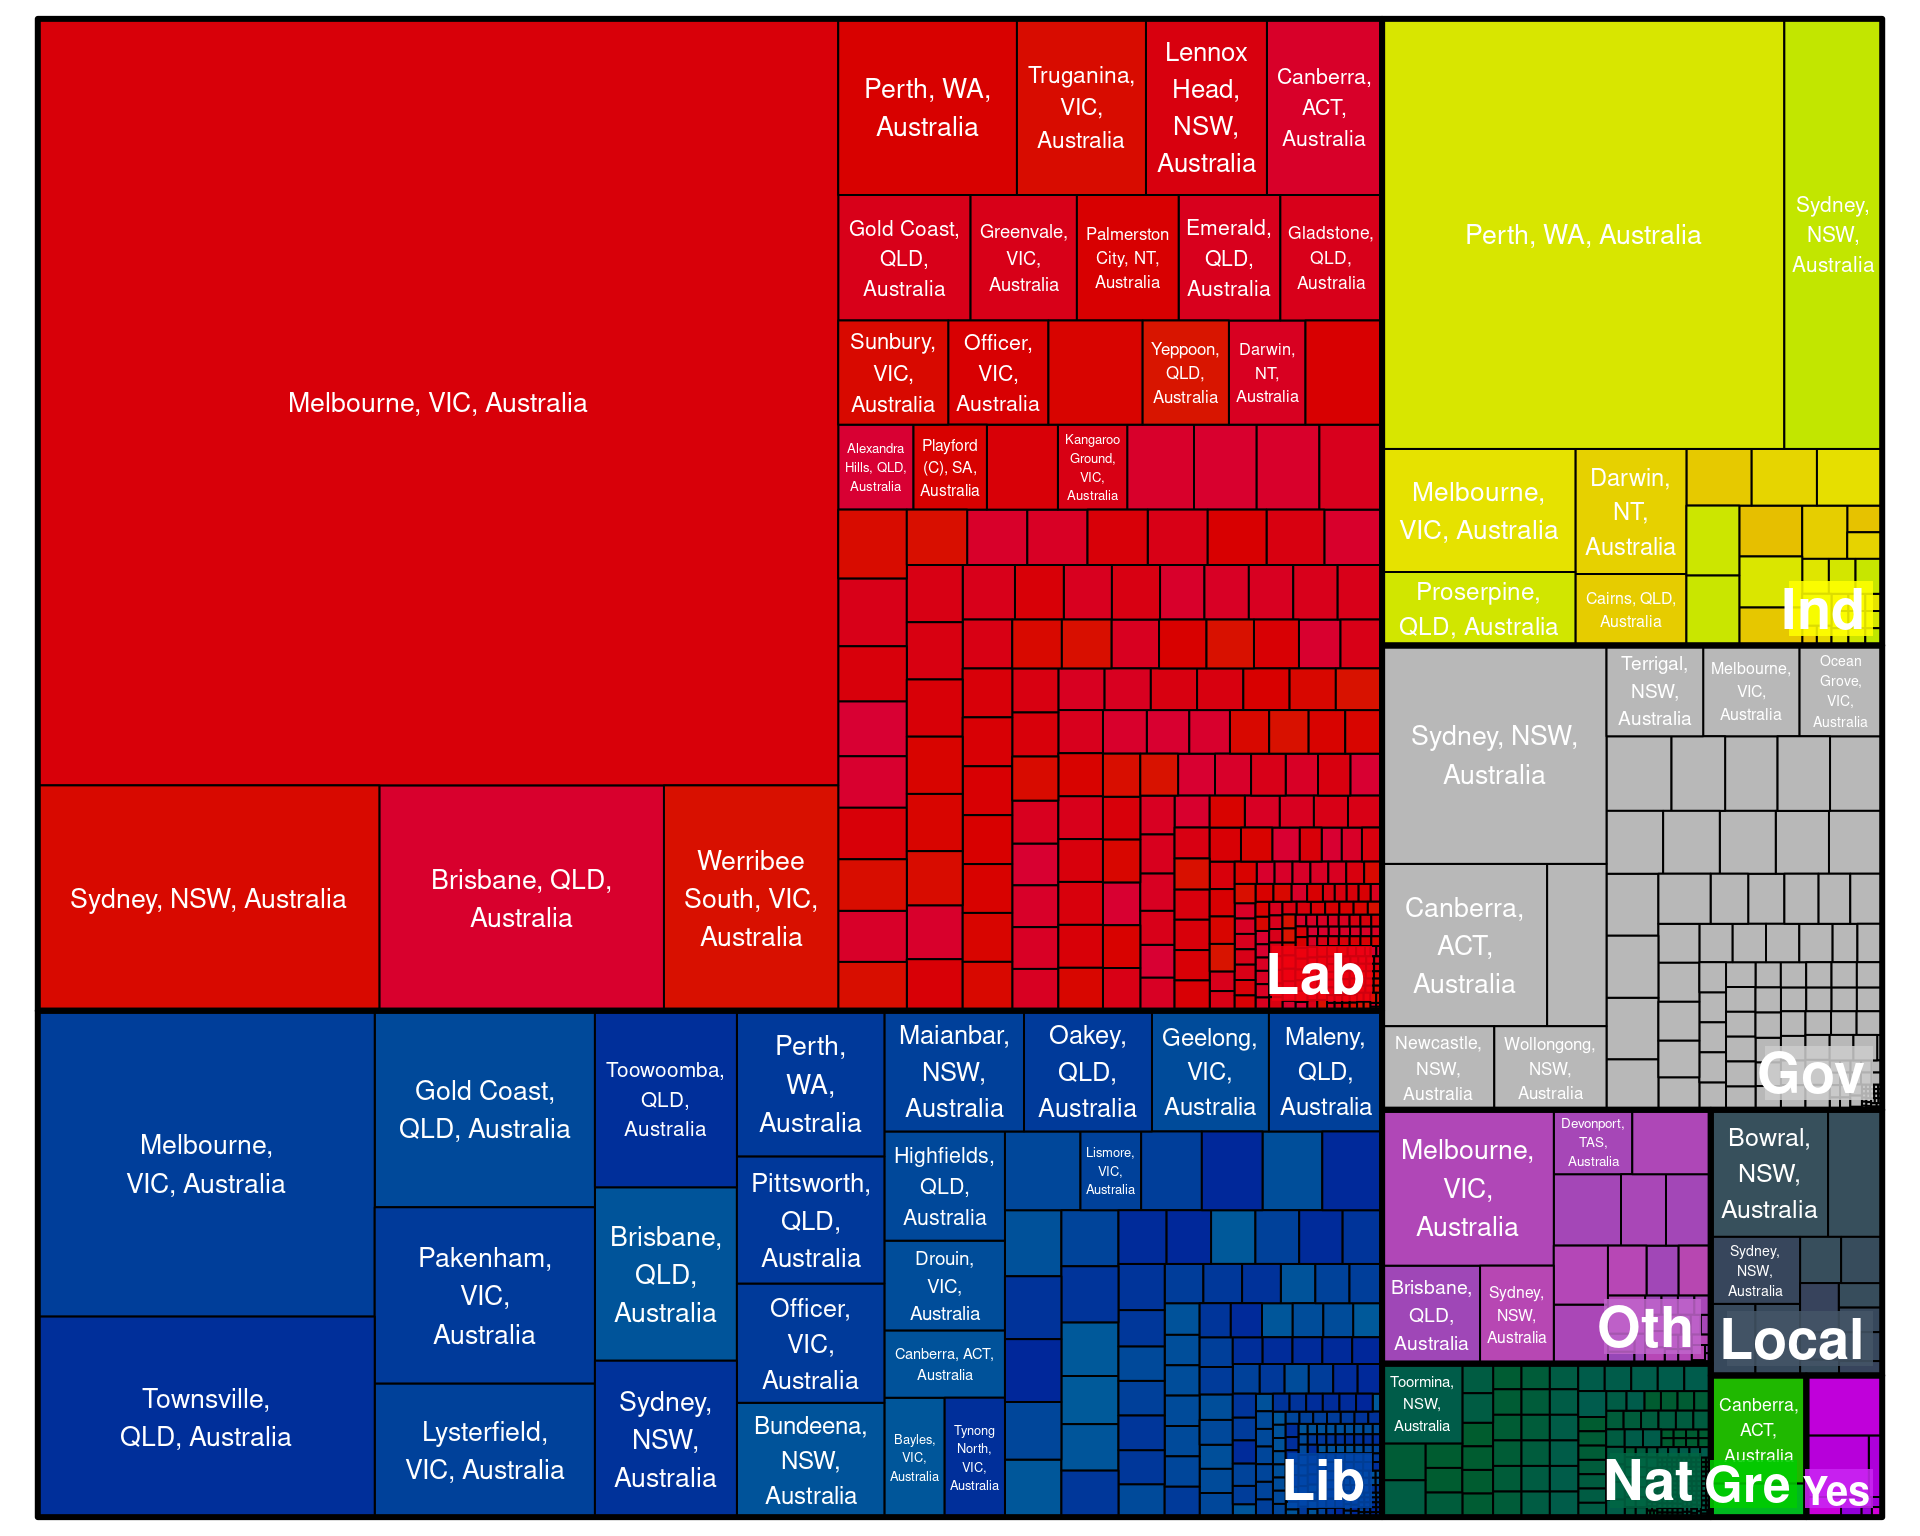 Melbourne, VIC, Australia
Sydney, NSW, Australia
Brisbane, QLD,
Australia
Werribee
South, VIC,
Australia
Perth, WA,
Australia
Truganina,
VIC,
Australia
Lennox
Head,
NSW,
Australia
Canberra,
ACT,
Australia
Gold Coast,
QLD,
Australia
Greenvale,
VIC,
Australia
Palmerston
City, NT,
Australia
Emerald,
QLD,
Australia
Gladstone,
QLD,
Australia
Sunbury,
VIC,
Australia
Officer,
VIC,
Australia
Yeppoon,
QLD,
Australia
Darwin,
NT,
Australia
Alexandra
Hills, QLD,
Australia
Playford
(C), SA,
Australia
Kangaroo
Ground,
VIC,
Australia
Lab
Perth, WA, Australia
Sydney,
NSW,
Australia
Melbourne,
VIC, Australia
Darwin,
NT,
Australia
Proserpine,
QLD, Australia
Cairns, QLD,
Australia
Ind
Sydney, NSW,
Australia
Terrigal,
NSW,
Australia
Melbourne,
VIC,
Australia
Ocean
Grove,
VIC,
Australia
Canberra,
ACT,
Australia
Newcastle,
NSW,
Australia
Wollongong,
NSW,
Australia
Gov
Melbourne,
VIC, Australia
Townsville,
QLD, Australia
Gold Coast,
QLD, Australia
Pakenham,
VIC,
Australia
Lysterfield,
VIC, Australia
Toowoomba,
QLD,
Australia
Brisbane,
QLD,
Australia
Sydney,
NSW,
Australia
Perth,
WA,
Australia
Pittsworth,
QLD,
Australia
Officer,
VIC,
Australia
Bundeena,
NSW,
Australia
Maianbar,
NSW,
Australia
Oakey,
QLD,
Australia
Geelong,
VIC,
Australia
Maleny,
QLD,
Australia
Highfields,
QLD,
Australia
Lismore,
VIC,
Australia
Drouin,
VIC,
Australia
Canberra, ACT,
Australia
Bayles,
VIC,
Australia
Tynong
North,
VIC,
Australia
Lib
Melbourne,
VIC,
Australia
Devonport,
TAS,
Australia
Brisbane,
QLD,
Australia
Sydney,
NSW,
Australia
Oth
Bowral,
NSW,
Australia
Sydney,
NSW,
Australia
Local
Toormina,
NSW,
Australia
Nat
Canberra,
ACT,
Australia
Gre
Yes